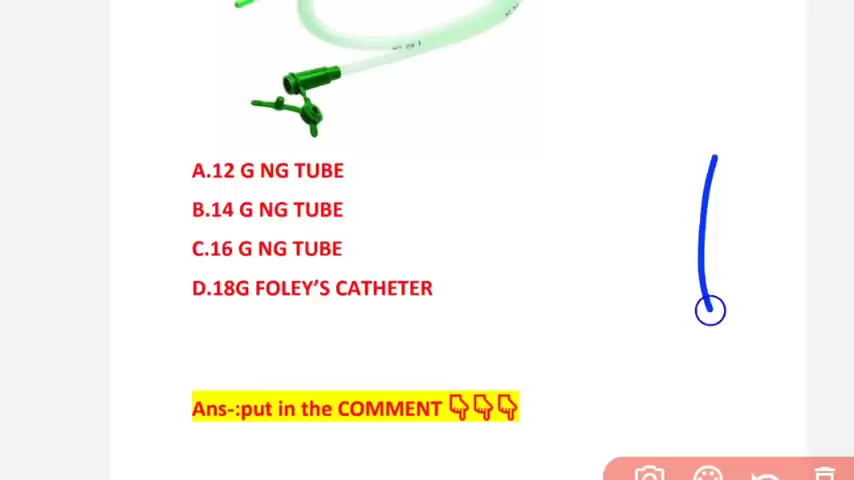 A.12 G NG TUBE
B.14 G NG TUBE
C.16 G NG TUBE
D.18G FOLEY’S CATHETER
Ans-:put in the COMMENT 👇👇👇